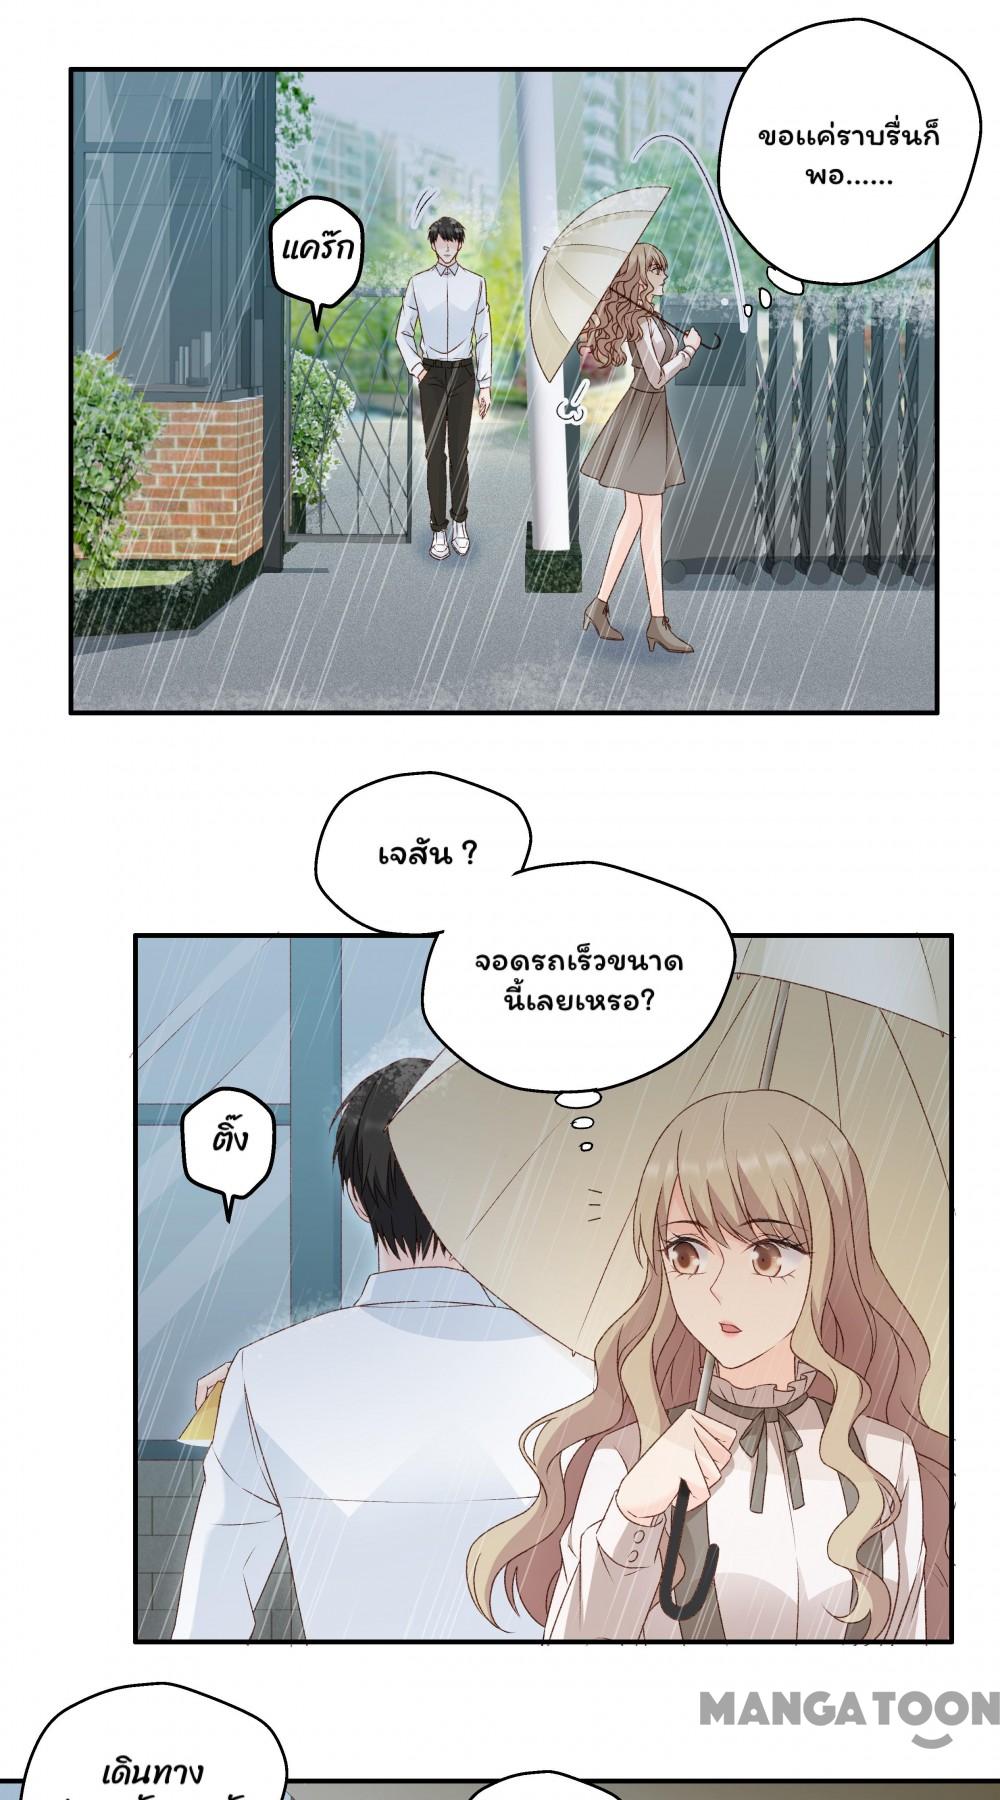 ขอแค่ราบรื่นก็
พอ......
แคร๊ก
เจสัน ?
จอดรถเร็วขนาด
นี้เลยเหรอ?
ติ๊ง
MANGATOON
เดินทาง